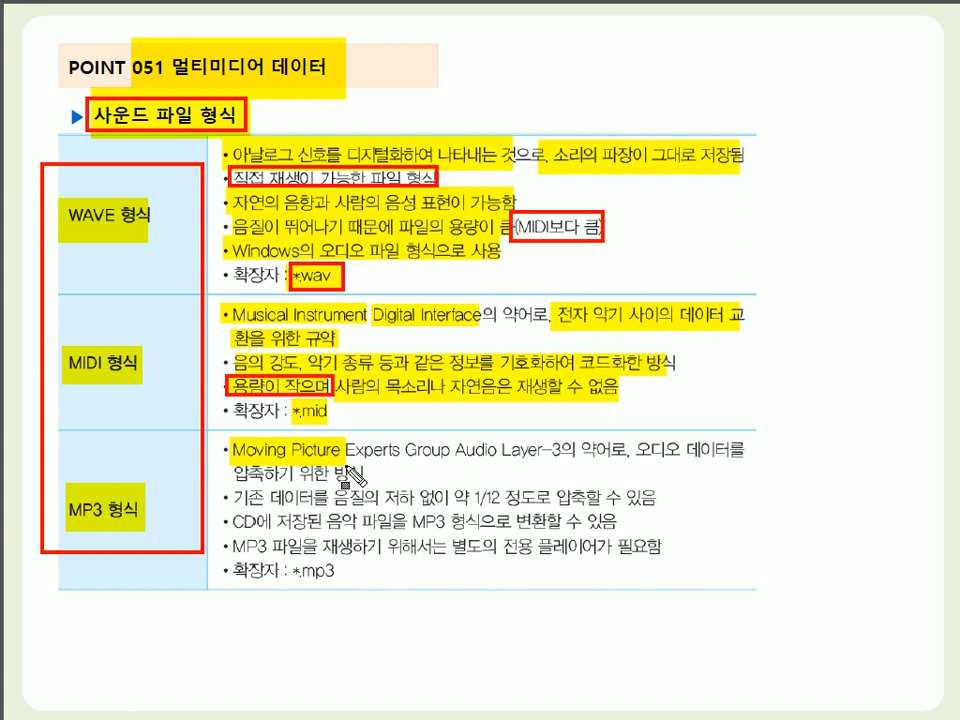 POINT 051 멀티미디어 데이터
▶ 사운드 파일 형식
WAVE 형식
• 아날로그 신호를 디지털화하여 나타내는 것으로, 소리의 파장이 그대로 저장됨
• 직접 재생이 가능한 파일 형식
• 자연의 음향과 사람의 음성 표현이 가능함
• 음질이 뛰어나기 때문에 파일의 용량이 큼(MIDI보다 큼)
• Windows의 오디오 파일 형식으로 사용
• 확장자 : *.wav
MIDI 형식
• Musical Instrument Digital Interface의 약어로, 전자 악기 사이의 데이터 교
환을 위한 규약
• 음의 강도, 악기 종류 등과 같은 정보를 기호화하여 코드화한 방식
• 용량이 작으며 사람의 목소리나 자연음은 재생할 수 없음
• 확장자 : *.mid
MP3 형식
• Moving Picture Experts Group Audio Layer-3의 약어로, 오디오 데이터를
압축하기 위한 방식
• 기존 데이터를 음질의 저하 없이 약 1/12 정도로 압축할 수 있음
• CD에 저장된 음악 파일을 MP3 형식으로 변환할 수 있음
• MP3 파일을 재생하기 위해서는 별도의 전용 플레이어가 필요함
• 확장자 : *.mp3